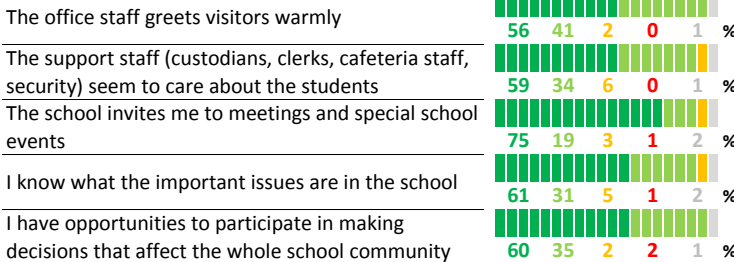 The office staff greets visitors warmly
56 41 2 0 1 %
The support staff (custodians, clerks, cafeteria staff,
security) seem to care about the students
59 34 6 0 1 %
The school invites me to meetings and special school
events
75 19 3 1 2 %
I know what the important issues are in the school
61 31 5 1 2 %
I have opportunities to participate in making
decisions that affect the whole school community
60 35 2 2 1 %